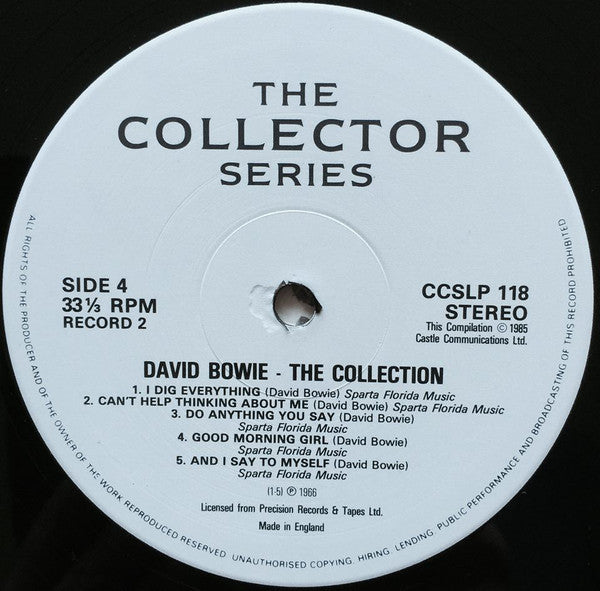 THE
COLLECTOR
SERIES
SIDE 4
33⅓ RPM
RECORD 2
CCSLP 118
STEREO
This Compilation © 1985
Castle Communications Ltd.
DAVID BOWIE - THE COLLECTION
1. I DIG EVERYTHING (David Bowie) Sparta Florida Music
2. CAN'T HELP THINKING ABOUT ME (David Bowie) Sparta Florida Music
3. DO ANYTHING YOU SAY (David Bowie)
Sparta Florida Music
4. GOOD MORNING GIRL (David Bowie)
Sparta Florida Music
5. AND I SAY TO MYSELF (David Bowie)
Sparta Florida Music
(1-5) ℗ 1966
Licensed from Precision Records & Tapes Ltd.
Made in England
ALL RIGHTS OF THE PRODUCER AND OF THE OWNER OF THE WORK REPRODUCED RESERVED. UNAUTHORISED COPYING, HIRING, LENDING, PUBLIC PERFORMANCE AND BROADCASTING OF THIS RECORD PROHIBITED